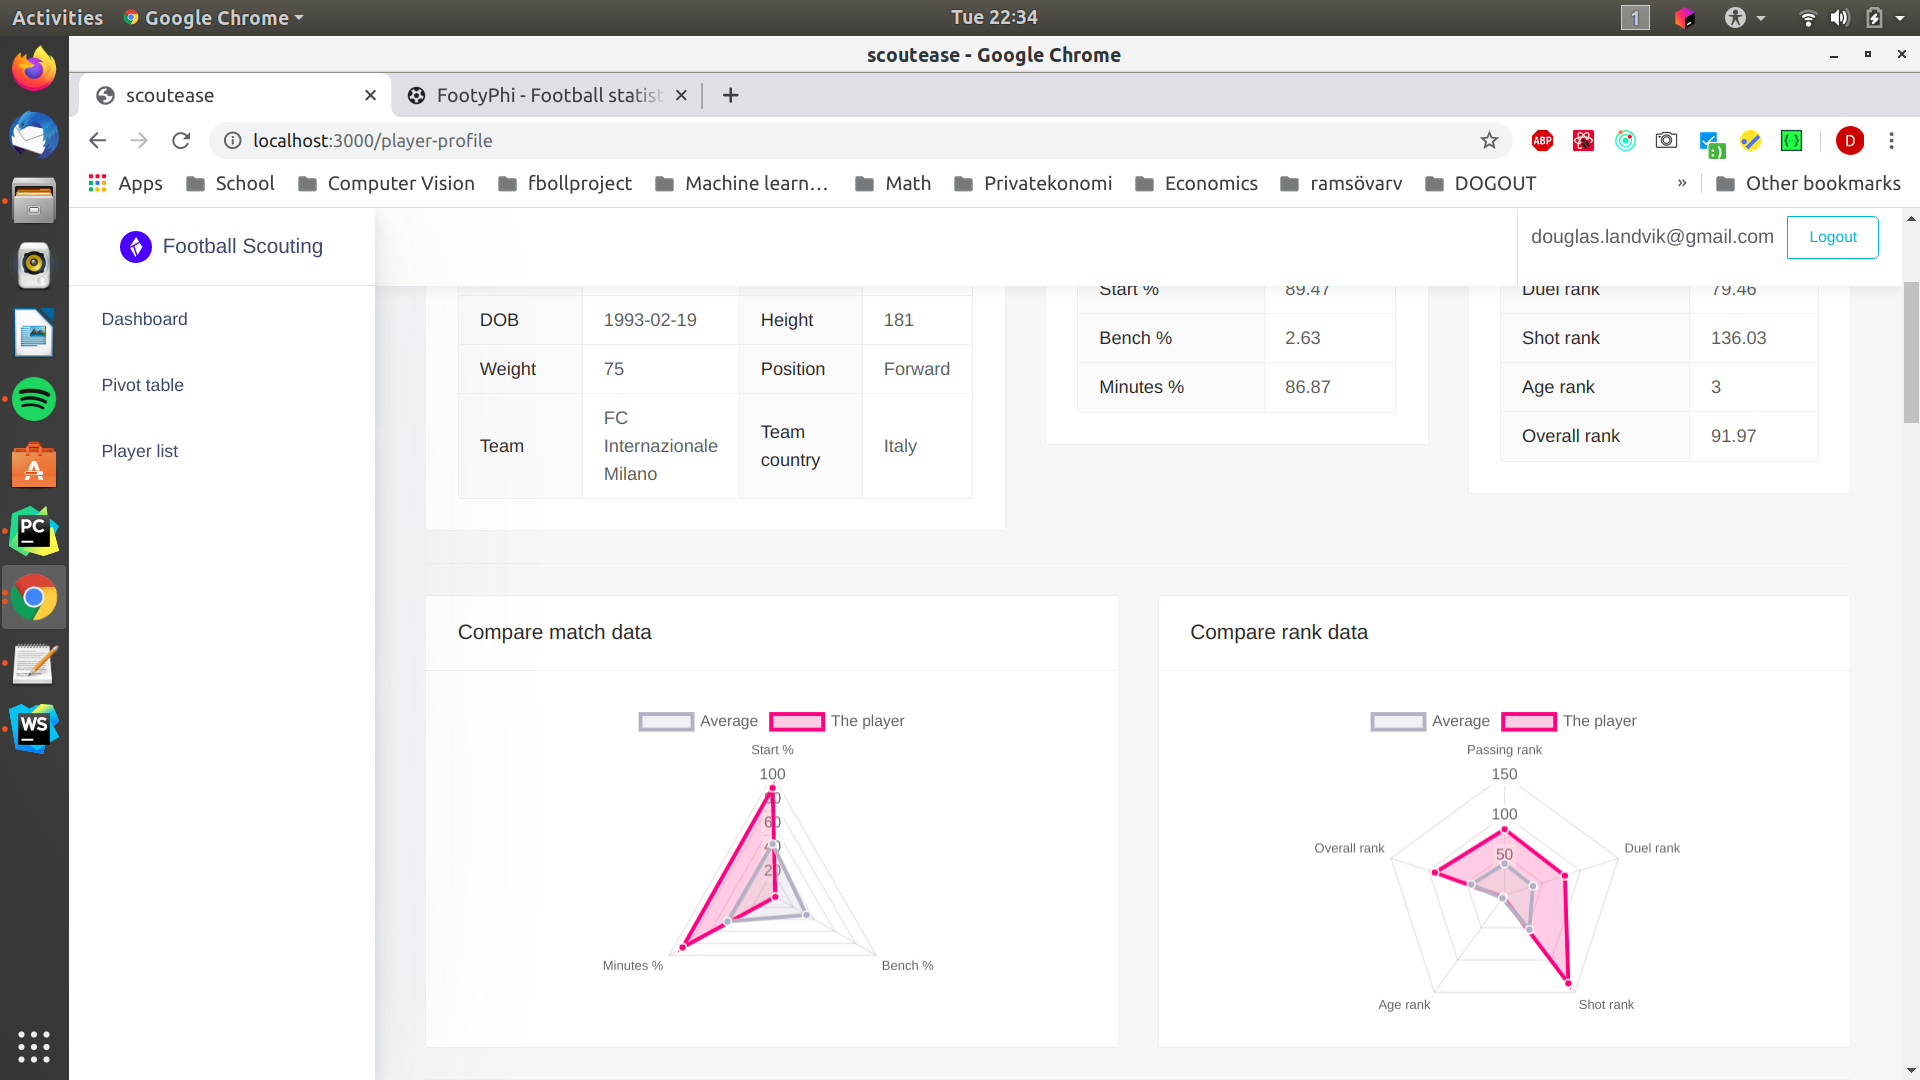 Activities
Google Chrome
Tue 22:34
1
scoutease - Google Chrome
scoutease
FootyPhi - Football statist
localhost:3000/player-profile
ABP
:)
D
Apps
School
Computer Vision
fbollproject
Machine learn...
Math
Privatekonomi
Economics
ramsövarv
DOGOUT
»
Other bookmarks
Football Scouting
douglas.landvik@gmail.com
Logout
Dashboard
Pivot table
Player list
DOB 1993-02-19 Height 181
Weight 75 Position Forward
Team FC Internazionale Milano Team country Italy
Start % 89.47
Bench % 2.63
Minutes % 86.87
Duel rank 79.46
Shot rank 136.03
Age rank 3
Overall rank 91.97
Compare match data
Average The player
Start %
100
80
60
40
20
Minutes %
Bench %
Compare rank data
Average The player
Passing rank
150
100
50
Overall rank
Duel rank
Age rank
Shot rank
PC
WS